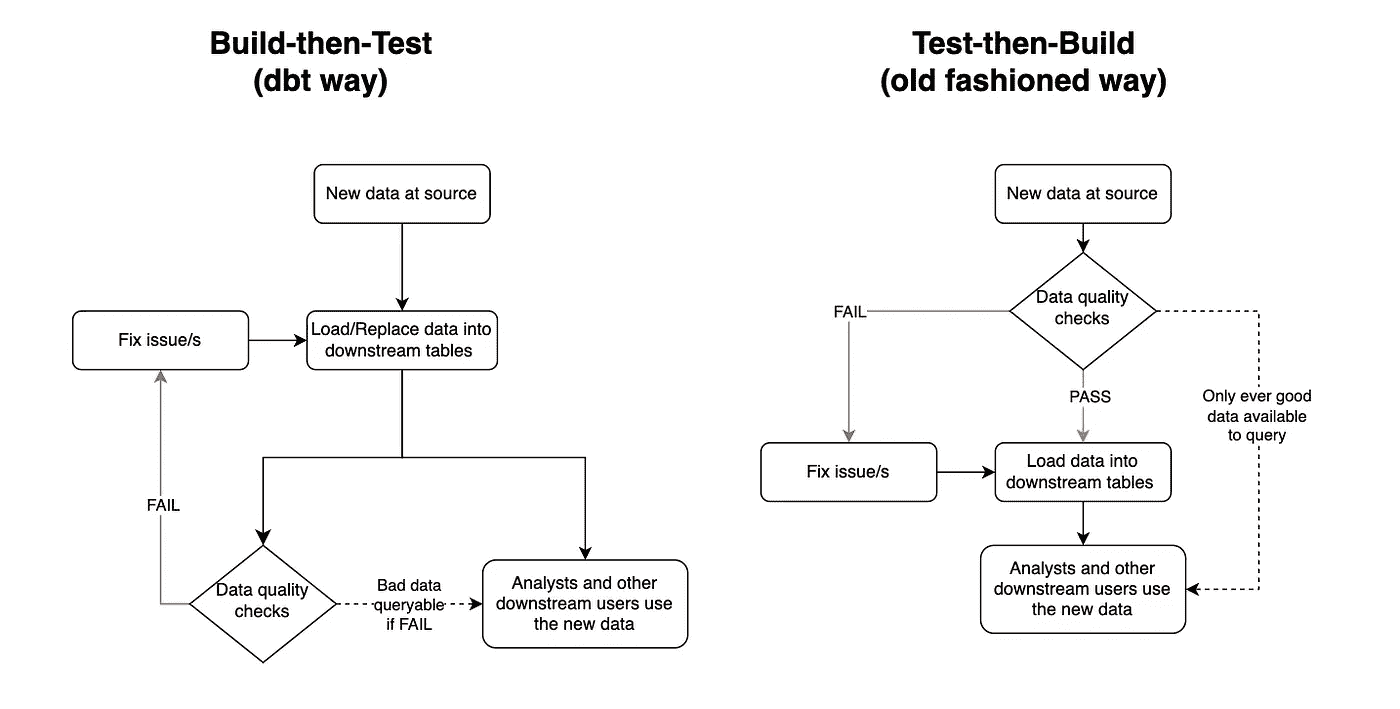 Build-then-Test
(dbt way)
New data at source
Fix issue/s
Load/Replace data into
downstream tables
FAIL
Data quality
checks
Bad data
queryable
if FAIL
Analysts and other
downstream users use
the new data
Test-then-Build
(old fashioned way)
New data at source
Data quality
checks
FAIL
PASS
Only ever good
data available
to query
Fix issue/s
Load data into
downstream tables
Analysts and other
downstream users use
the new data